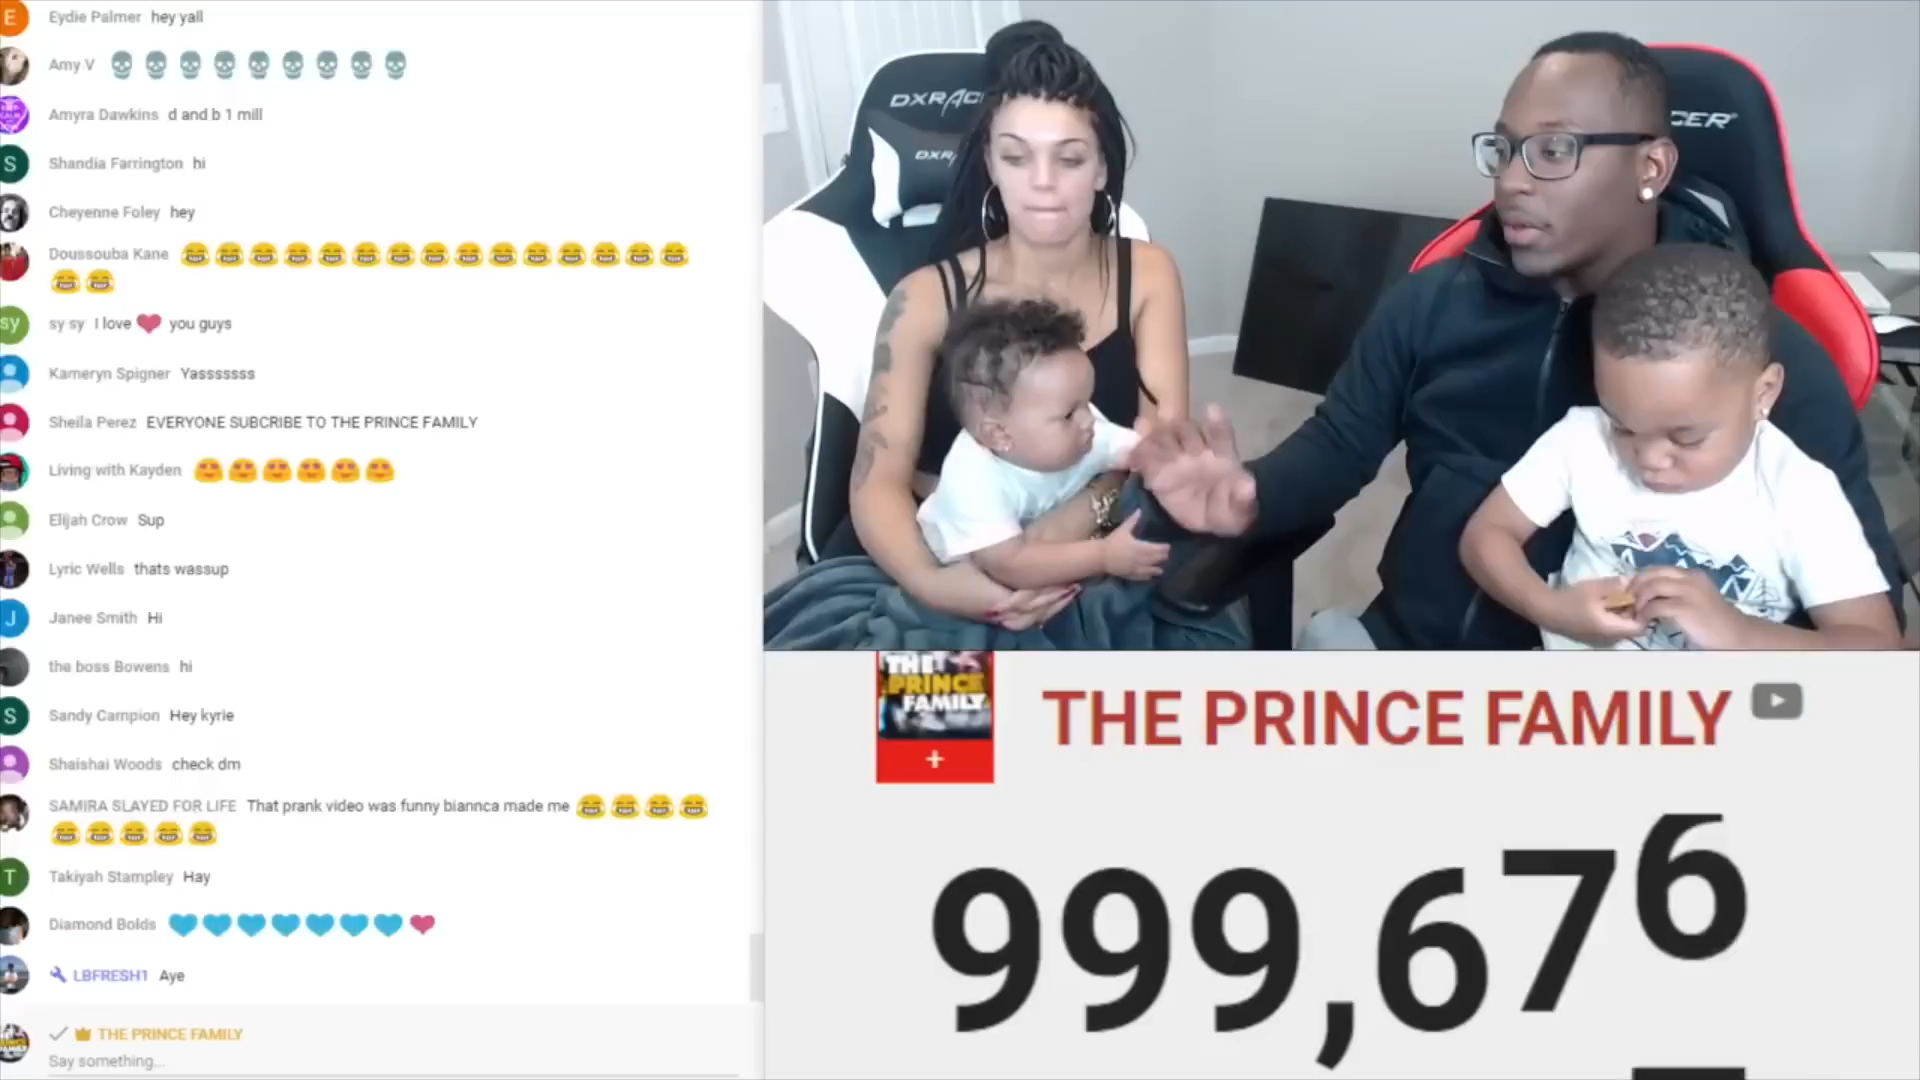 Eydie Palmer hey yall
Amy V
Amyra Dawkins d and b 1 mill
Shandia Farrington hi
Cheyenne Foley hey
Doussouba Kane
sy sy I love you guys
Kameryn Spigner Yasssssss
Sheila Perez EVERYONE SUBCRIBE TO THE PRINCE FAMILY
Living with Kayden
Elijah Crow Sup
Lyric Wells thats wassup
Janee Smith Hi
the boss Bowens hi
Sandy Campion Hey kyrie
Shaishai Woods check dm
SAMIRA SLAYED FOR LIFE That prank video was funny biannca made me
Takiyah Stampley Hay
Diamond Bolds
LBFRESH1 Aye
THE PRINCE FAMILY
Say something...
E
S
sy
J
S
T
DXRAC
DXRA
CER
THE PRINCE FAMILY
THE
PRINCE
FAMILY
+
999,676